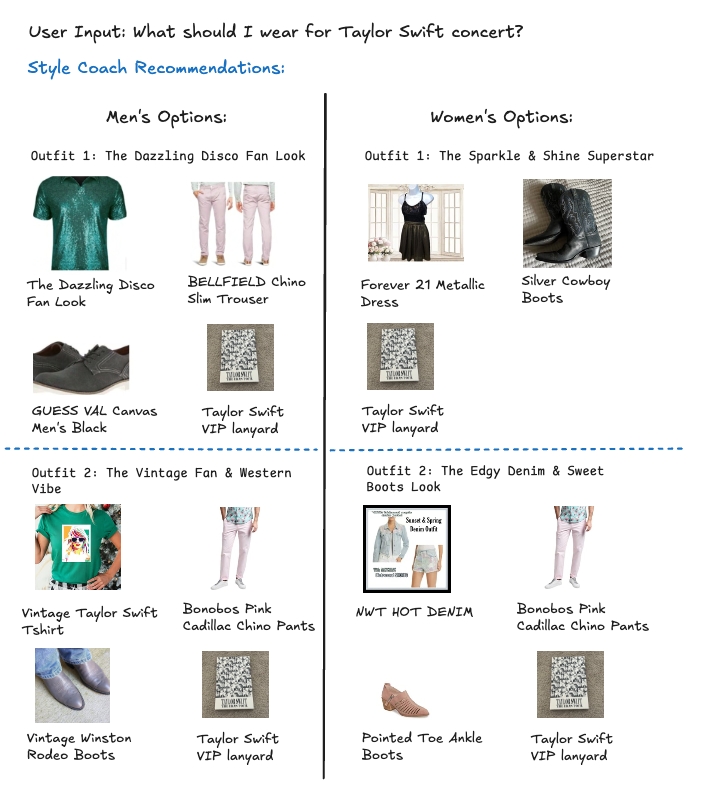 User Input: What should I wear for Taylor Swift concert?
Style Coach Recommendations:
Men's Options:
Women's Options:
Outfit 1: The Dazzling Disco Fan Look
Outfit 1: The Sparkle & Shine Superstar
The Dazzling Disco
Fan Look
BELLFIELD Chino
Slim Trouser
Forever 21 Metallic
Dress
Silver Cowboy
Boots
GUESS VAL Canvas
Men's Black
Taylor Swift
VIP lanyard
Taylor Swift
VIP lanyard
Outfit 2: The Vintage Fan & Western
Vibe
Outfit 2: The Edgy Denim & Sweet
Boots Look
Sunset & Spring
Denim Outfit
Vintage Taylor Swift
Tshirt
Bonobos Pink
Cadillac Chino Pants
NWT HOT DENIM
Bonobos Pink
Cadillac Chino Pants
Vintage Winston
Rodeo Boots
Taylor Swift
VIP lanyard
Pointed Toe Ankle
Boots
Taylor Swift
VIP lanyard